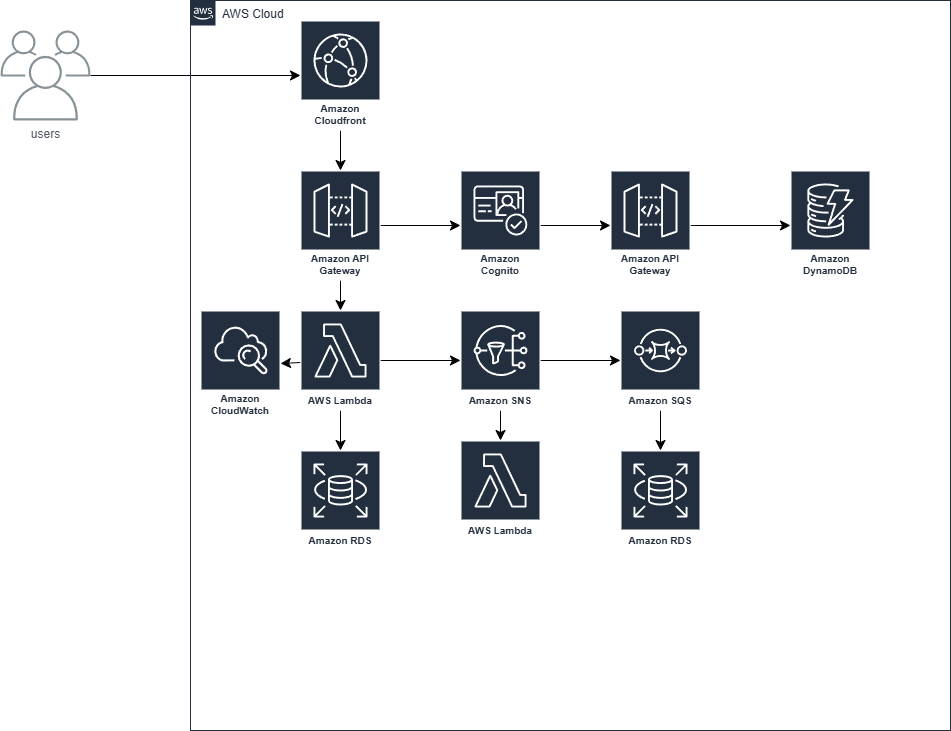 aws
AWS Cloud
users
Amazon
Cloudfront
Amazon API
Gateway
Amazon
Cognito
Amazon API
Gateway
Amazon
DynamoDB
Amazon
CloudWatch
AWS Lambda
Amazon SNS
Amazon SQS
Amazon RDS
AWS Lambda
Amazon RDS